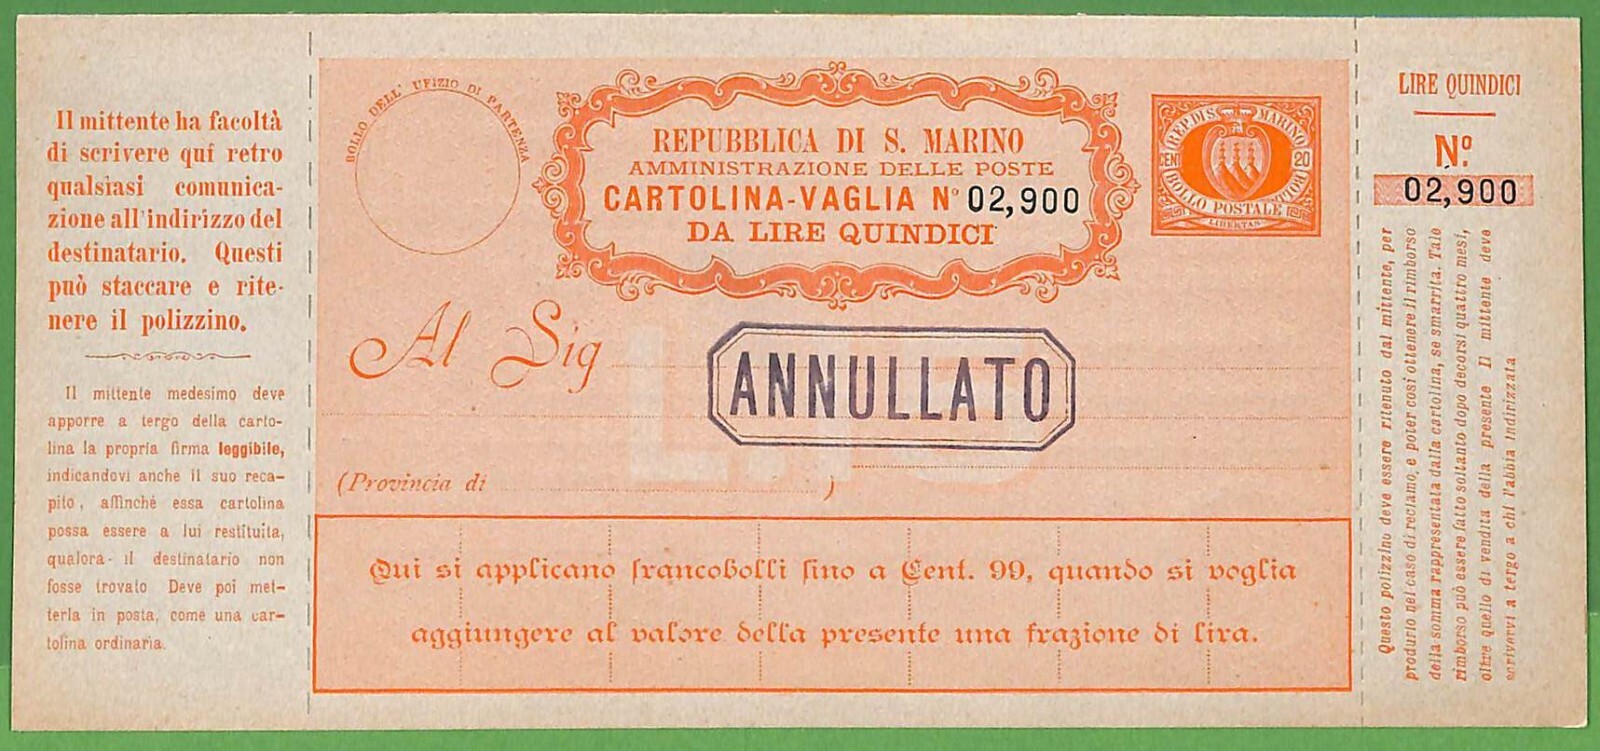 Il mittente ha facoltà
di scrivere quí retro
qualsiasi comunica-
zione all'indirizzo del
destinatario. Questi
può staccare e rite-
nere il polizzino.
Il mittente medesimo deve
apporre a tergo della carto-
lina la propria firma leggibile,
indicandovi anche il suo reca-
pito, affinchè essa cartolina
possa essere a lui restituita,
qualora il destinatario non
fosse trovato Deve poi met-
terla in posta, come una car-
tolina ordinaria.
BOLLO DELL' UFIZIO DI PARTENZA
REPUBBLICA DI S. MARINO
AMMINISTRAZIONE DELLE POSTE
CARTOLINA-VAGLIA Nº 02,900
DA LIRE QUINDICI
REP. DI S. MARINO
CENT 20
BOLLO POSTALE
LIBERTAS
Al Sig
ANNULLATO
L. 15
(Provincia di )
Qui si applicano francobolli fino a Cent. 99, quando si voglia
aggiungere al valore della presente una frazione di lira.
LIRE QUINDICI
Nº.
02,900
Questo polizzino deve essere ritenuto dal mittente, per
produrlo nel caso di reclamo, e poter così ottenere il rimborso
della somma rappresentata dalla cartolina, se smarrita. Tale
rimborso può essere fatto soltanto dopo decorsi quattro mesi,
oltre quello di vendita della presente Il mittente deve
scrivervi a tergo a chi l'abbia indirizzata